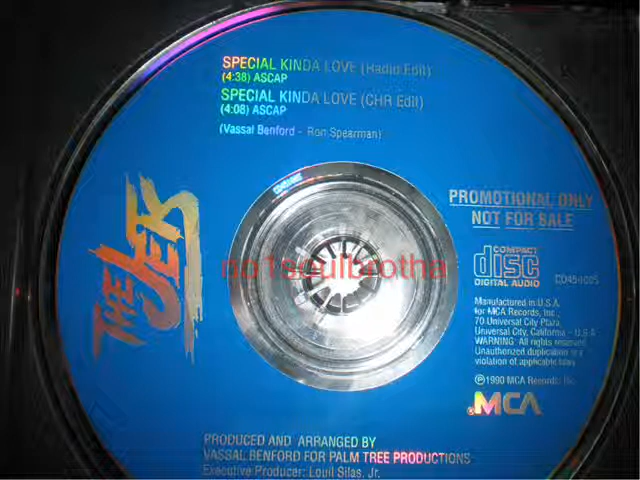 SPECIAL KINDA LOVE (Radio Edit)
(4:38) ASCAP
SPECIAL KINDA LOVE (CHR Edit)
(4:08) ASCAP
(Vassal Benford - Ron Spearman)
THE JETS
PROMOTIONAL ONLY
NOT FOR SALE
COMPACT
disc
DIGITAL AUDIO
CD45-1005
no1soulbrotha
Manufactured in U.S.A.
for MCA Records, Inc.,
70 Universal City Plaza,
Universal City, California - U.S.A.
WARNING: All rights reserved.
Unauthorized duplication is a
violation of applicable laws.
℗1990 MCA Records, Inc.
MCA
PRODUCED AND ARRANGED BY
VASSAL BENFORD FOR PALM TREE PRODUCTIONS
Executive Producer: Louil Silas, Jr.